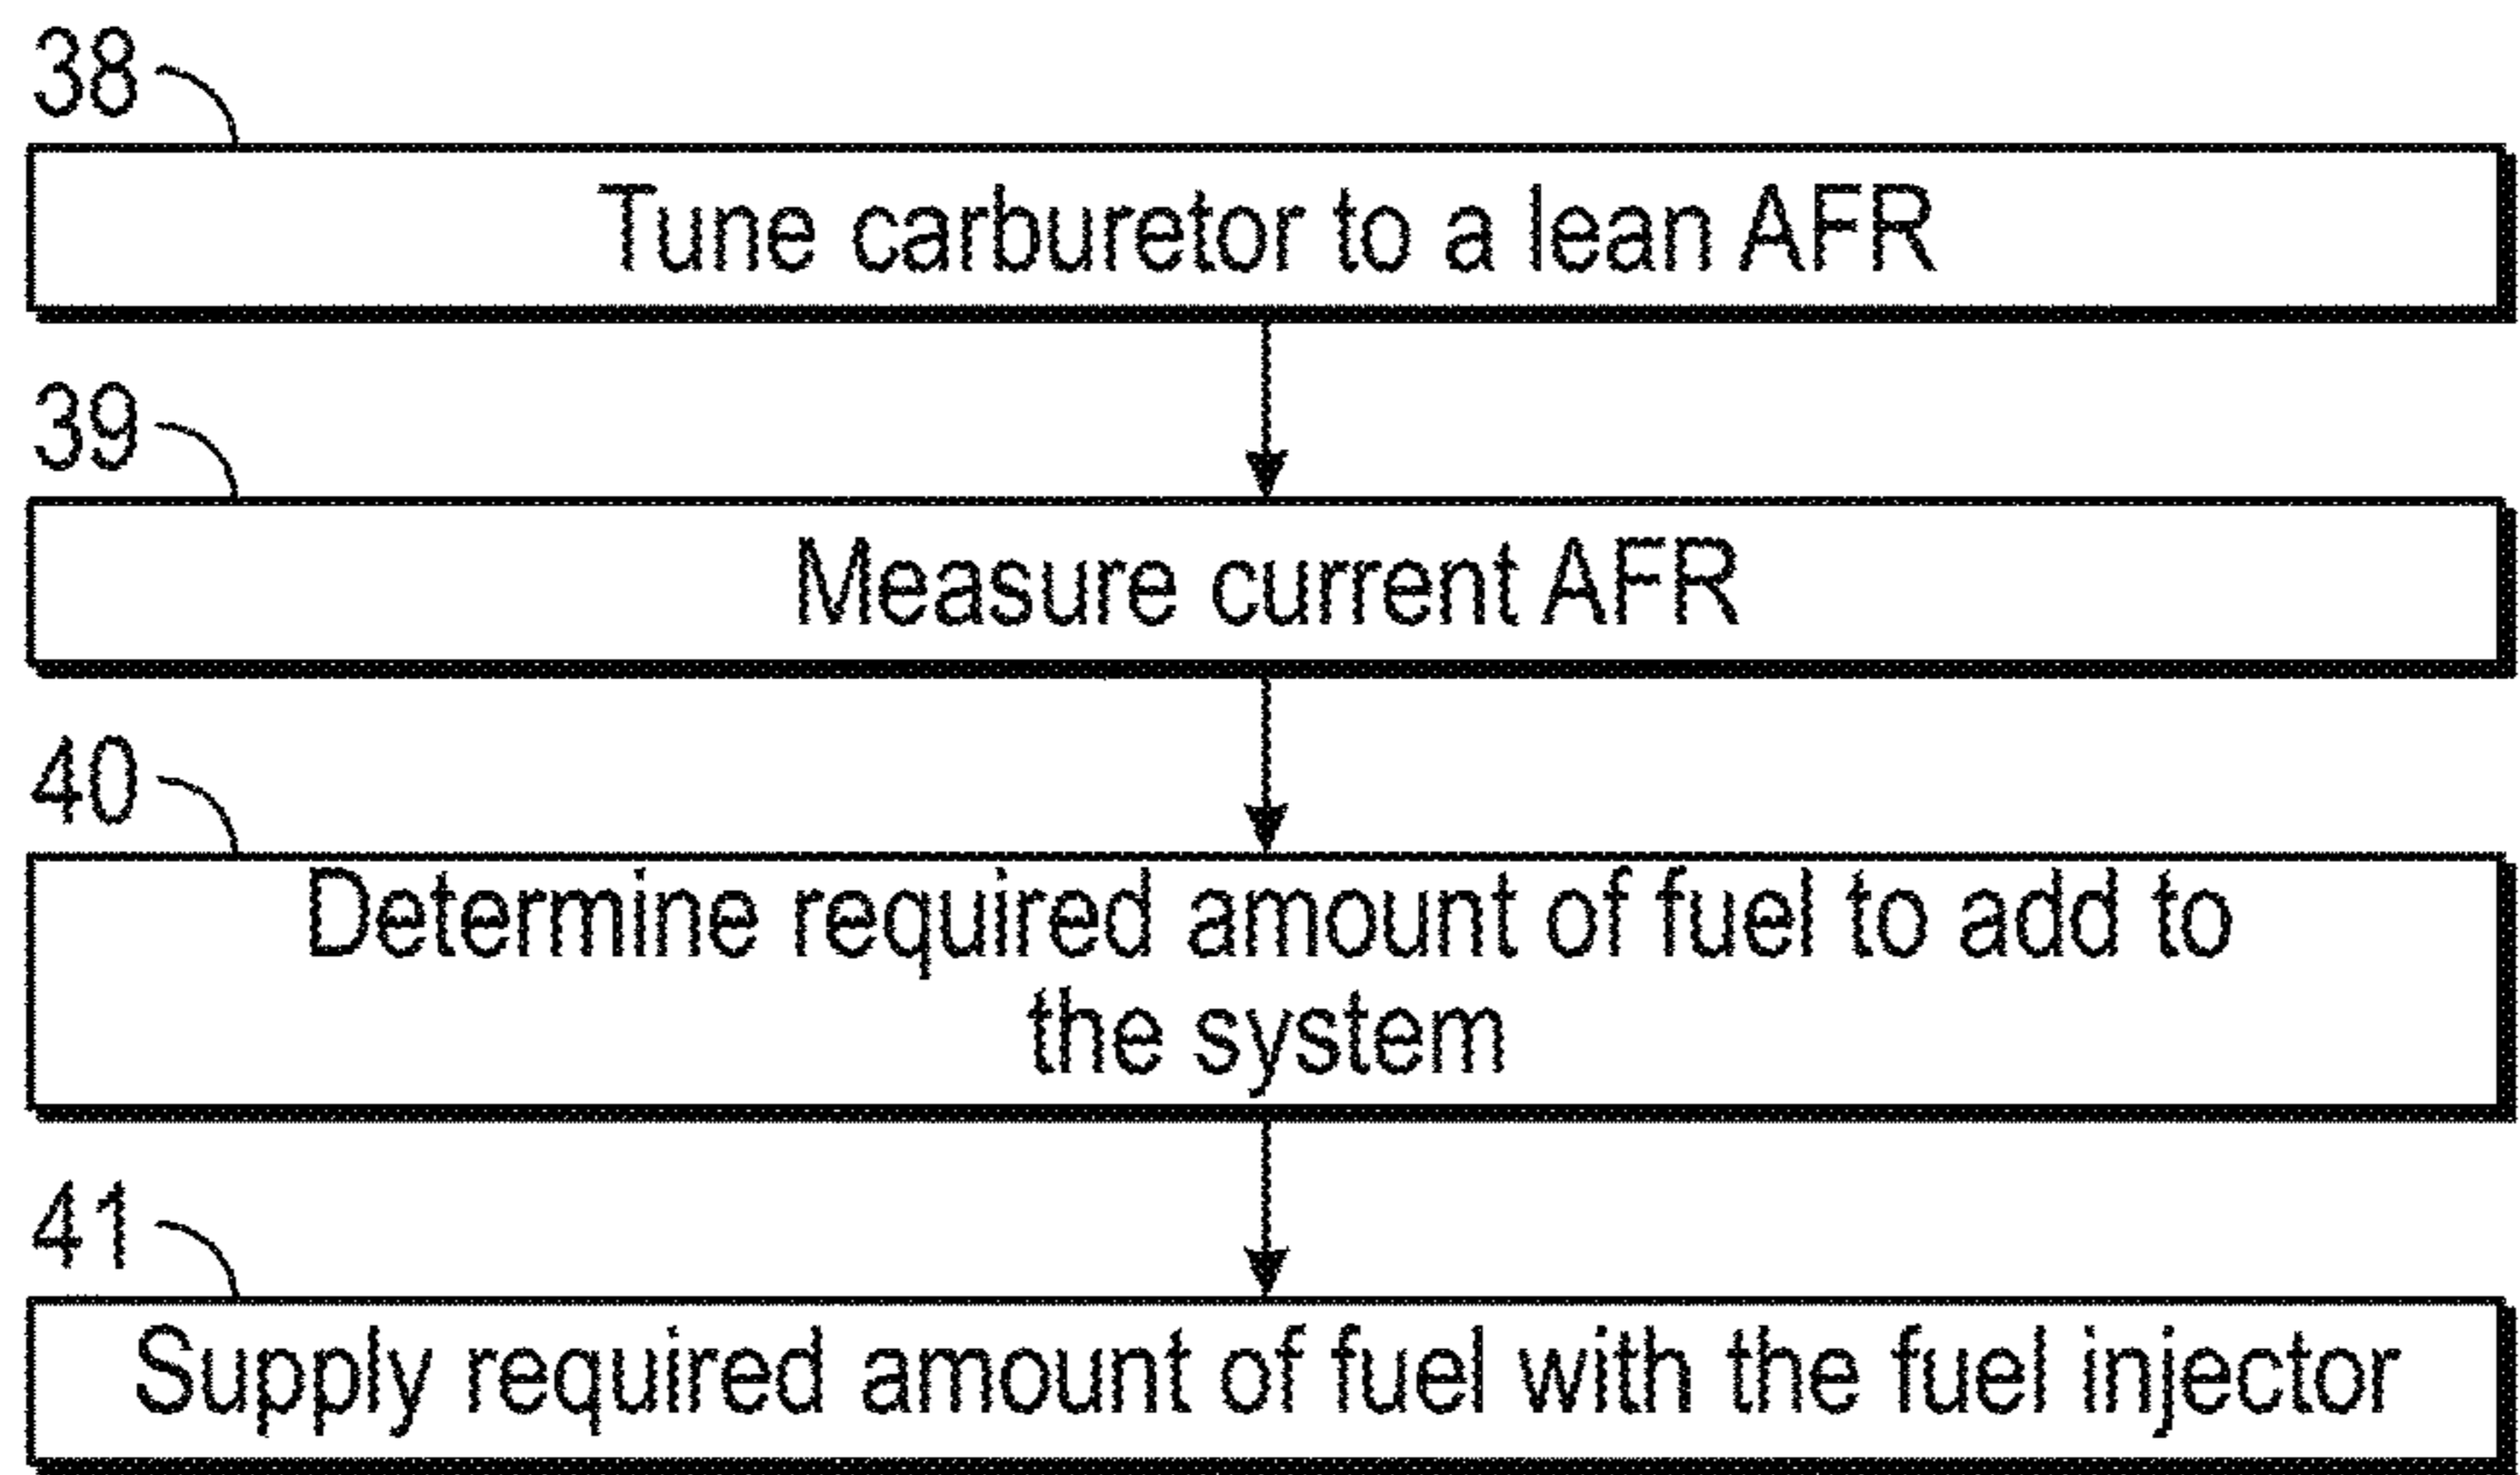 38
Tune carburetor to a lean AFR
39
Measure current AFR
40
Determine required amount of fuel to add to
the system
41
Supply required amount of fuel with the fuel injector